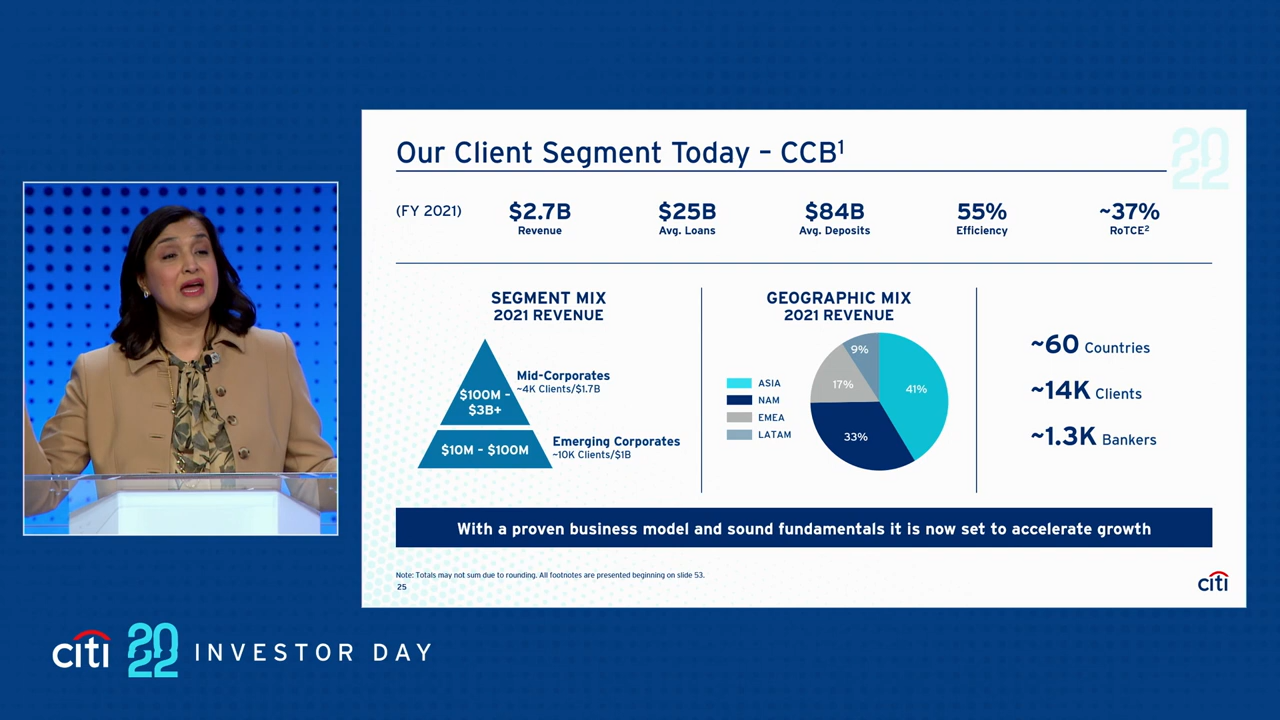 Our Client Segment Today – CCB¹
2022
(FY 2021)
$2.7B
Revenue
$25B
Avg. Loans
$84B
Avg. Deposits
55%
Efficiency
~37%
RoTCE²
SEGMENT MIX
2021 REVENUE
$100M –
$3B+
Mid-Corporates
~4K Clients/$1.7B
$10M – $100M
Emerging Corporates
~10K Clients/$1B
GEOGRAPHIC MIX
2021 REVENUE
ASIA
NAM
EMEA
LATAM
9%
41%
17%
33%
~60 Countries
~14K Clients
~1.3K Bankers
With a proven business model and sound fundamentals it is now set to accelerate growth
Note: Totals may not sum due to rounding. All footnotes are presented beginning on slide 53.
25
citi
citi 2022 INVESTOR DAY